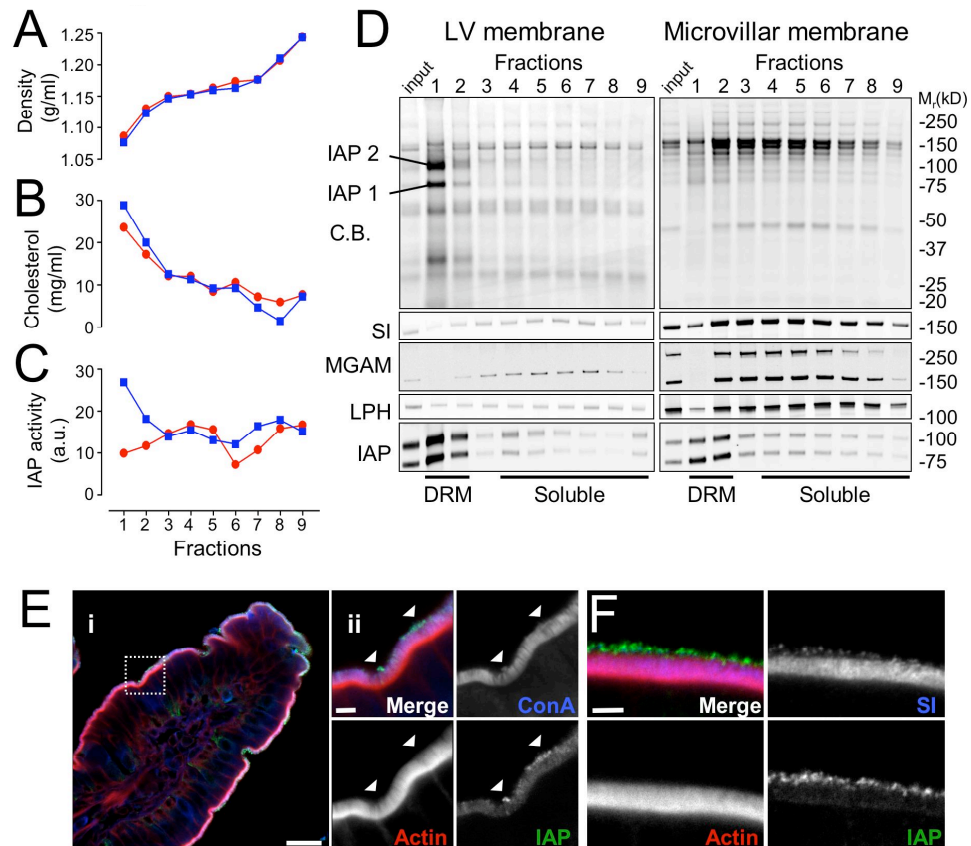 A
1.25
1.20
1.15
1.10
1.05
Density
(g/ml)
B
30
20
10
0
Cholesterol
(mg/ml)
C
30
20
10
0
IAP activity
(a.u.)
1 2 3 4 5 6 7 8 9
Fractions
D
LV membrane
Microvillar membrane
Fractions
Fractions
input 1 2 3 4 5 6 7 8 9
input 1 2 3 4 5 6 7 8 9
Mr(kD)
IAP 2
IAP 1
C.B.
-250
-150
-100
-75
-50
-37
-25
-20
SI
-150
MGAM
-250
-150
LPH
-100
IAP
-100
-75
DRM
Soluble
DRM
Soluble
E
i
ii
Merge
ConA
Actin
IAP
F
Merge
SI
Actin
IAP